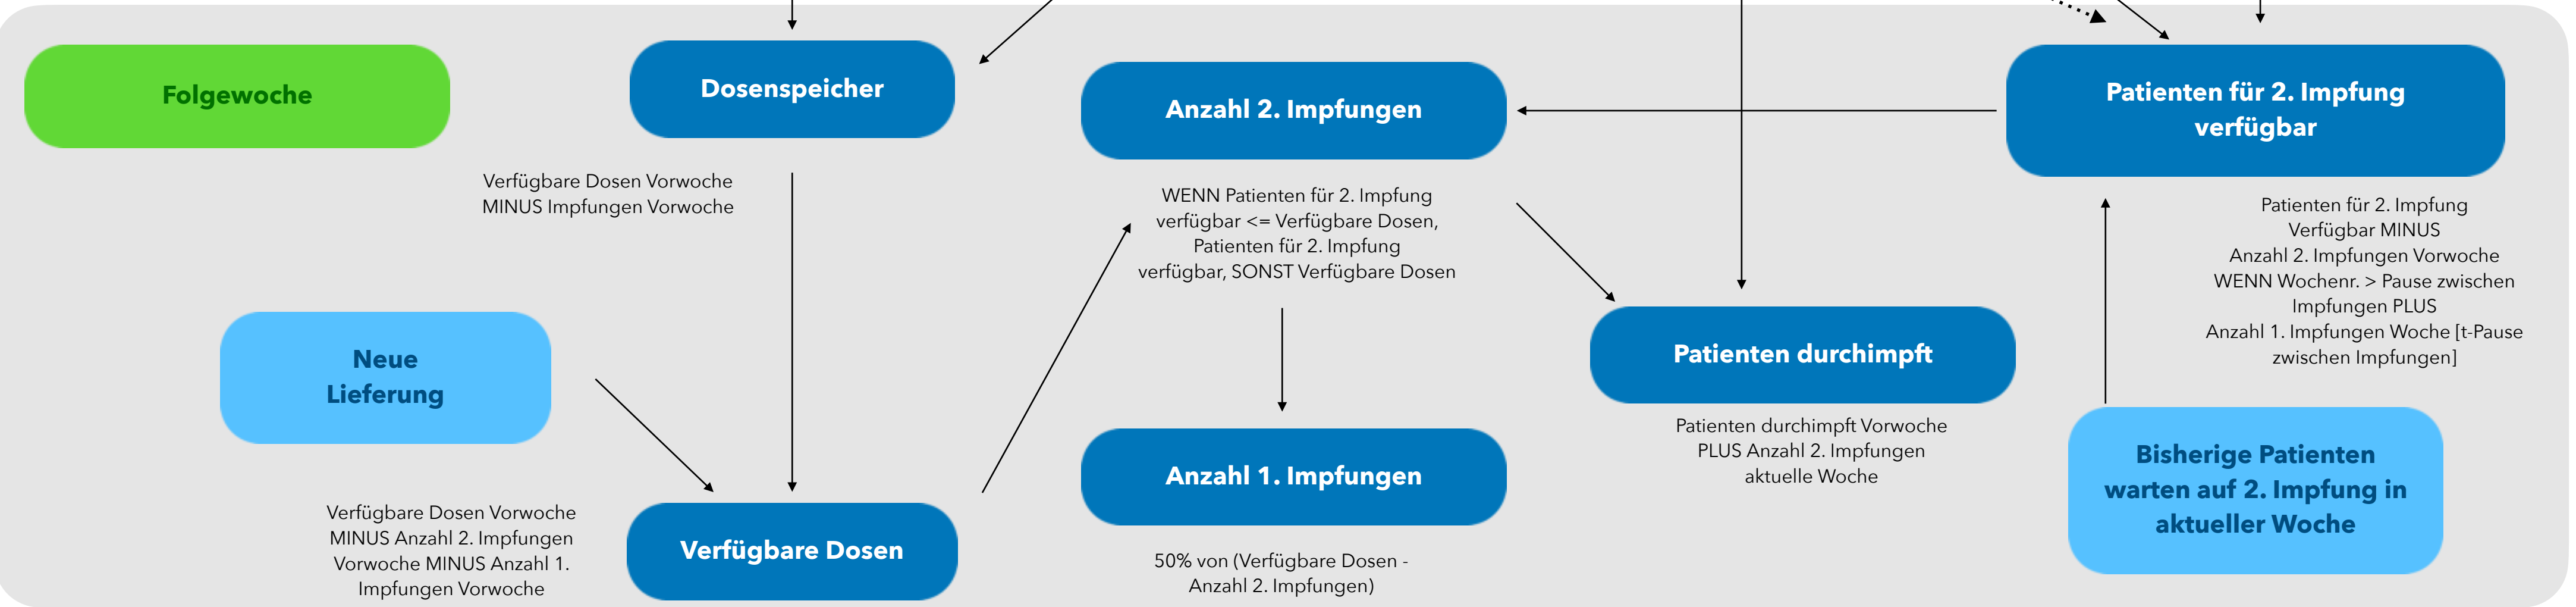 Folgewoche
Dosenspeicher
Verfügbare Dosen Vorwoche
MINUS Impfungen Vorwoche
Neue
Lieferung
Verfügbare Dosen Vorwoche
MINUS Anzahl 2. Impfungen
Vorwoche MINUS Anzahl 1.
Impfungen Vorwoche
Verfügbare Dosen
Anzahl 2. Impfungen
WENN Patienten für 2. Impfung
verfügbar <= Verfügbare Dosen,
Patienten für 2. Impfung
verfügbar, SONST Verfügbare Dosen
Anzahl 1. Impfungen
50% von (Verfügbare Dosen -
Anzahl 2. Impfungen)
Patienten durchimpft
Patienten durchimpft Vorwoche
PLUS Anzahl 2. Impfungen
aktuelle Woche
Patienten für 2. Impfung
verfügbar
Patienten für 2. Impfung
Verfügbar MINUS
Anzahl 2. Impfungen Vorwoche
WENN Wochenr. > Pause zwischen
Impfungen PLUS
Anzahl 1. Impfungen Woche [t-Pause
zwischen Impfungen]
Bisherige Patienten
warten auf 2. Impfung in
aktueller Woche